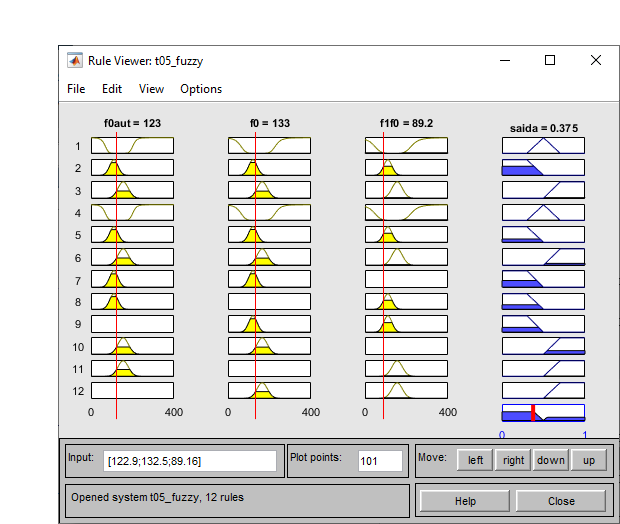 Rule Viewer: t05_fuzzy
File Edit View Options
f0aut = 123 f0 = 133 f1f0 = 89.2 saida = 0.375
1
2
3
4
5
6
7
8
9
10
11
12
0 400 0 400 0 400
0 1
Input: [122.9;132.5;89.16] Plot points: 101 Move: left right down up
Opened system t05_fuzzy, 12 rules Help Close